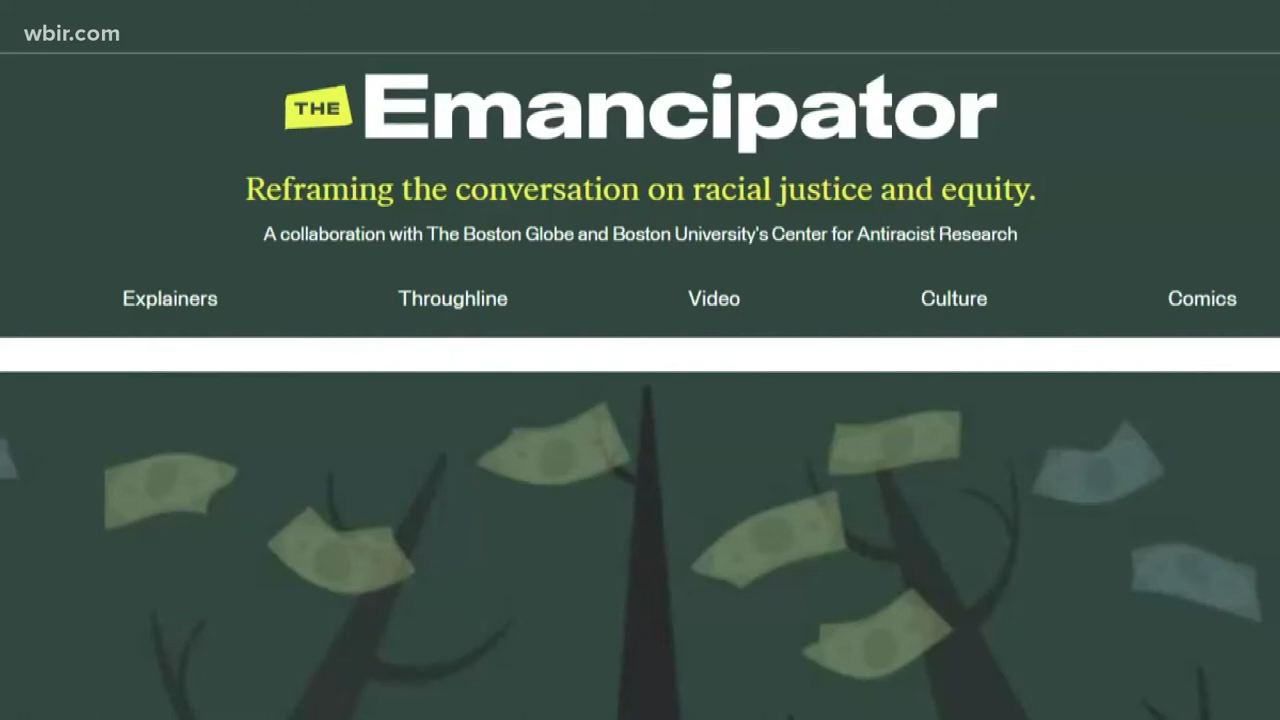 wbir.com
THE Emancipator
Reframing the conversation on racial justice and equity.
A collaboration with The Boston Globe and Boston University's Center for Antiracist Research
Explainers Throughline Video Culture Comics